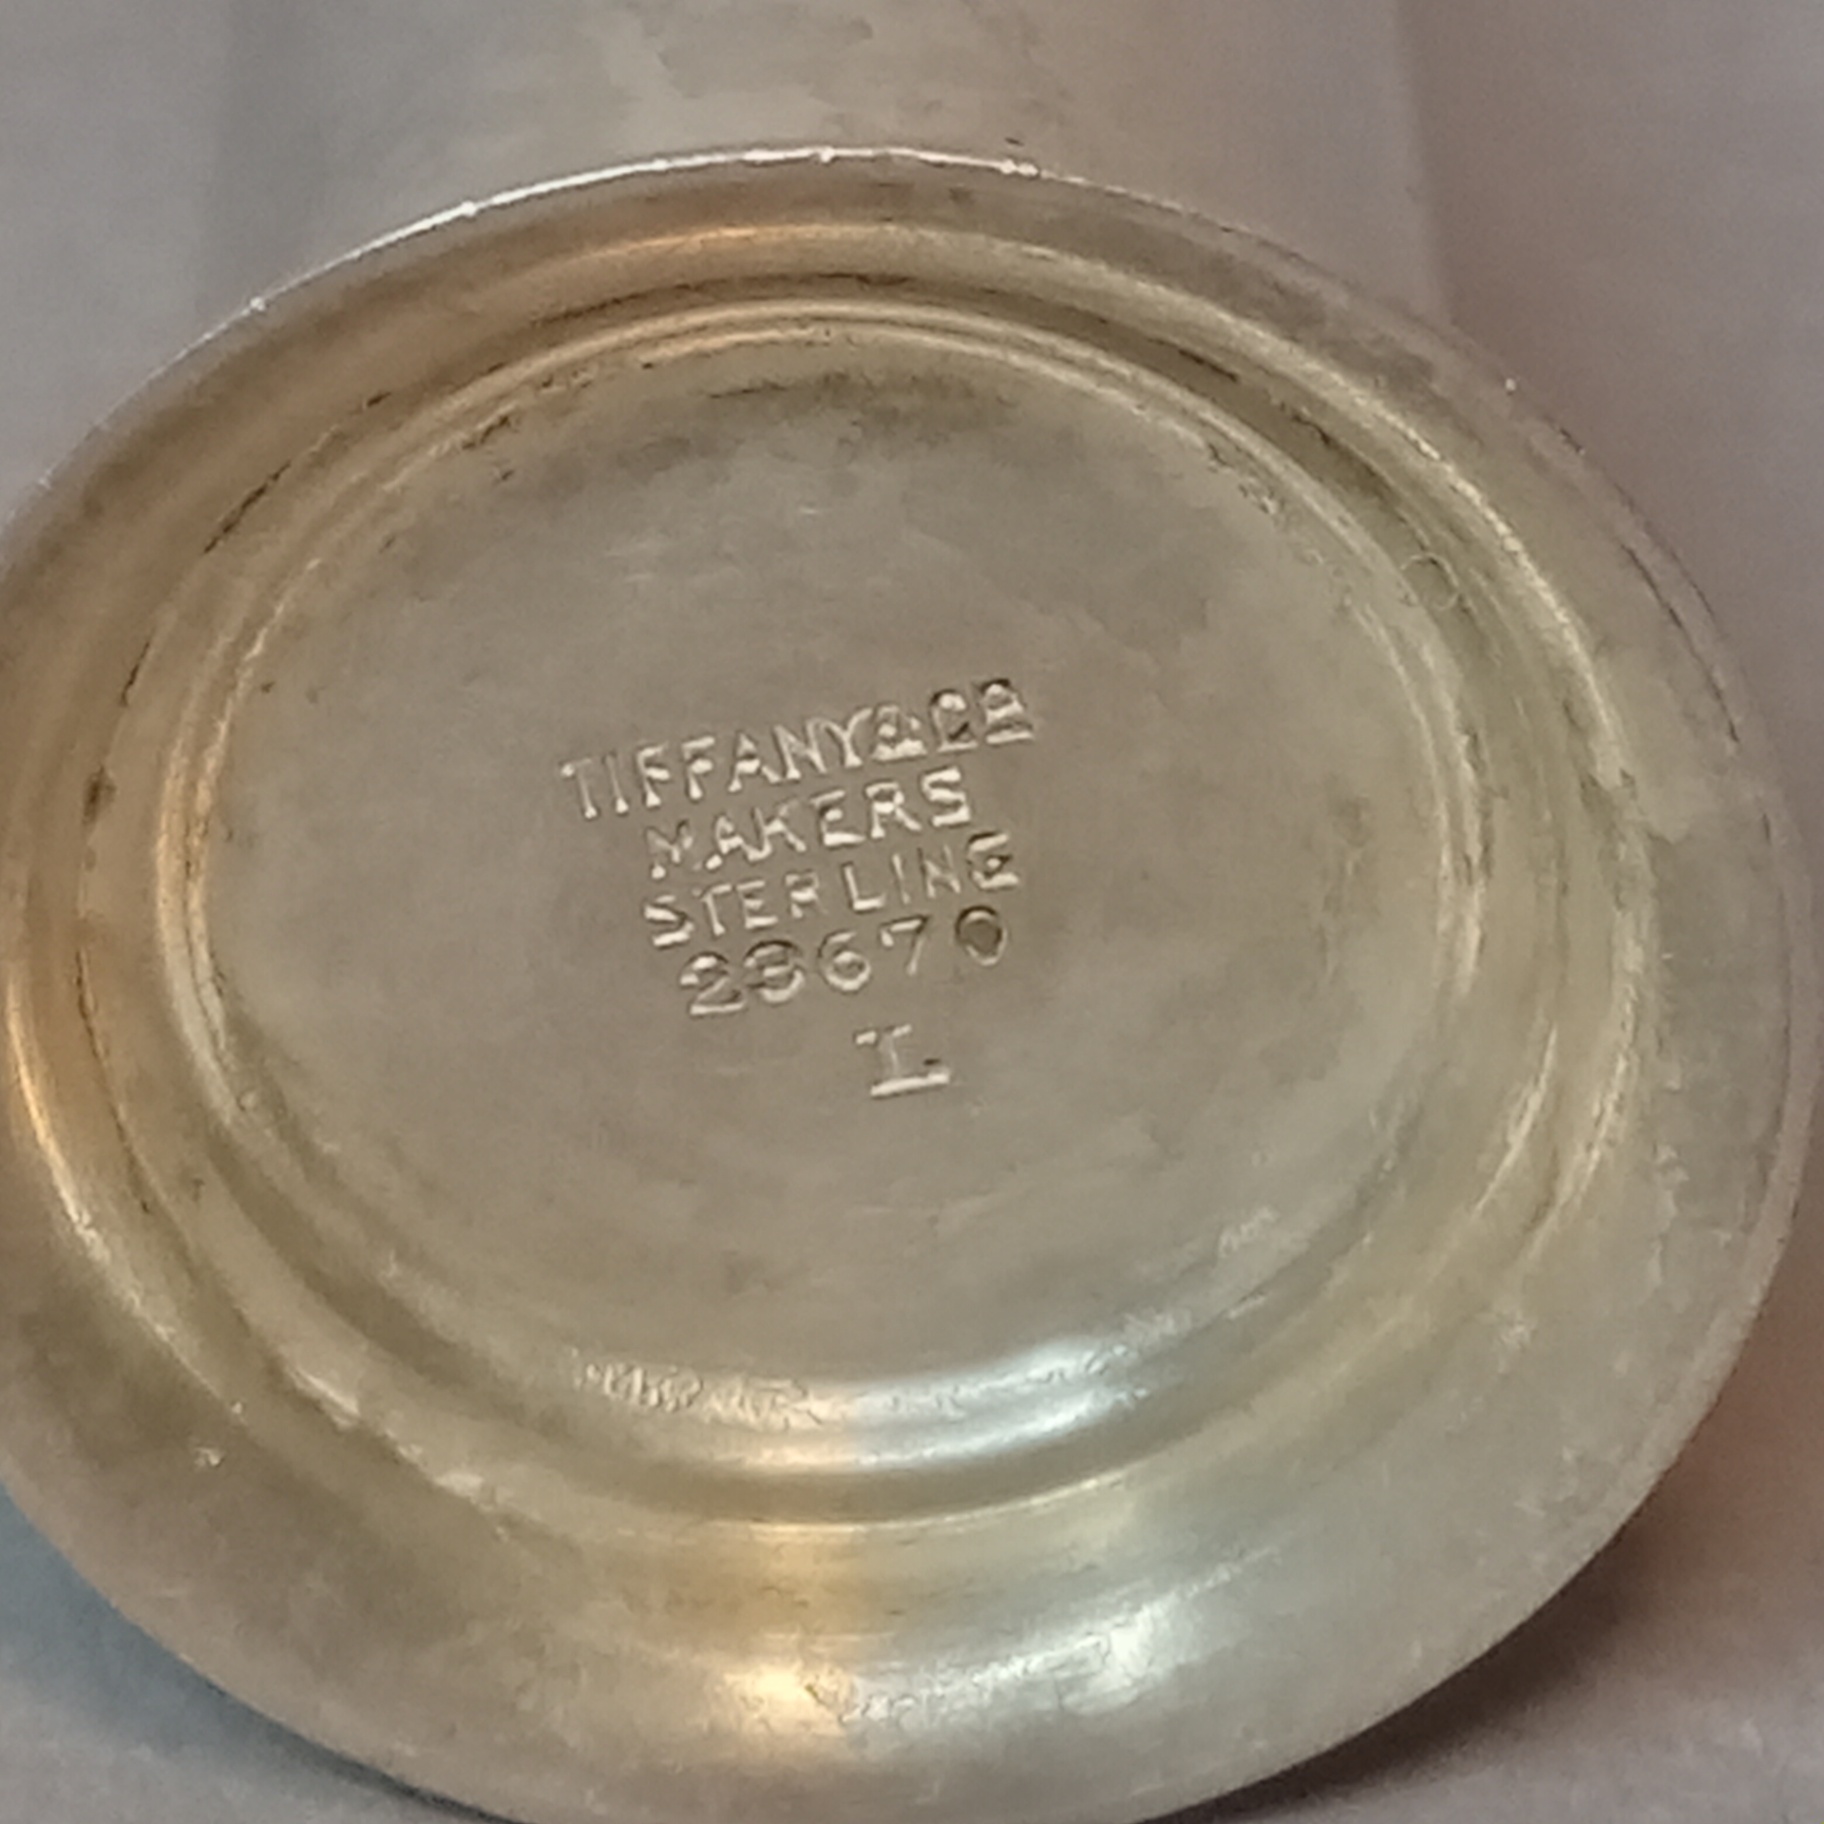 TIFFANY&CO
MAKERS
STERLING
23670
L